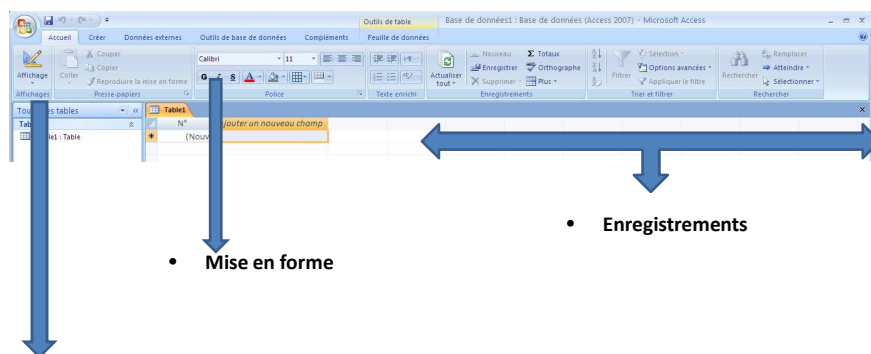 Outils de table
Base de données1 : Base de données (Access 2007) - Microsoft Access
Accueil Créer Données externes Outils de base de données Compléments Feuille de données
Affichage
Coller
Couper
Copier
Reproduire la mise en forme
Calibri 11
G I S A
Actualiser tout
Nouveau
Enregistrer
Supprimer
Σ Totaux
Orthographe
Plus
Filtrer
Sélection
Options avancées
Appliquer le filtre
Rechercher
Remplacer
Atteindre
Sélectionner
Affichages Presse-papiers Police Texte enrichi Enregistrements Trier et filtrer Rechercher
es tables
Table1
N° jouter un nouveau champ
: Table
(Nouv
• Enregistrements
• Mise en forme